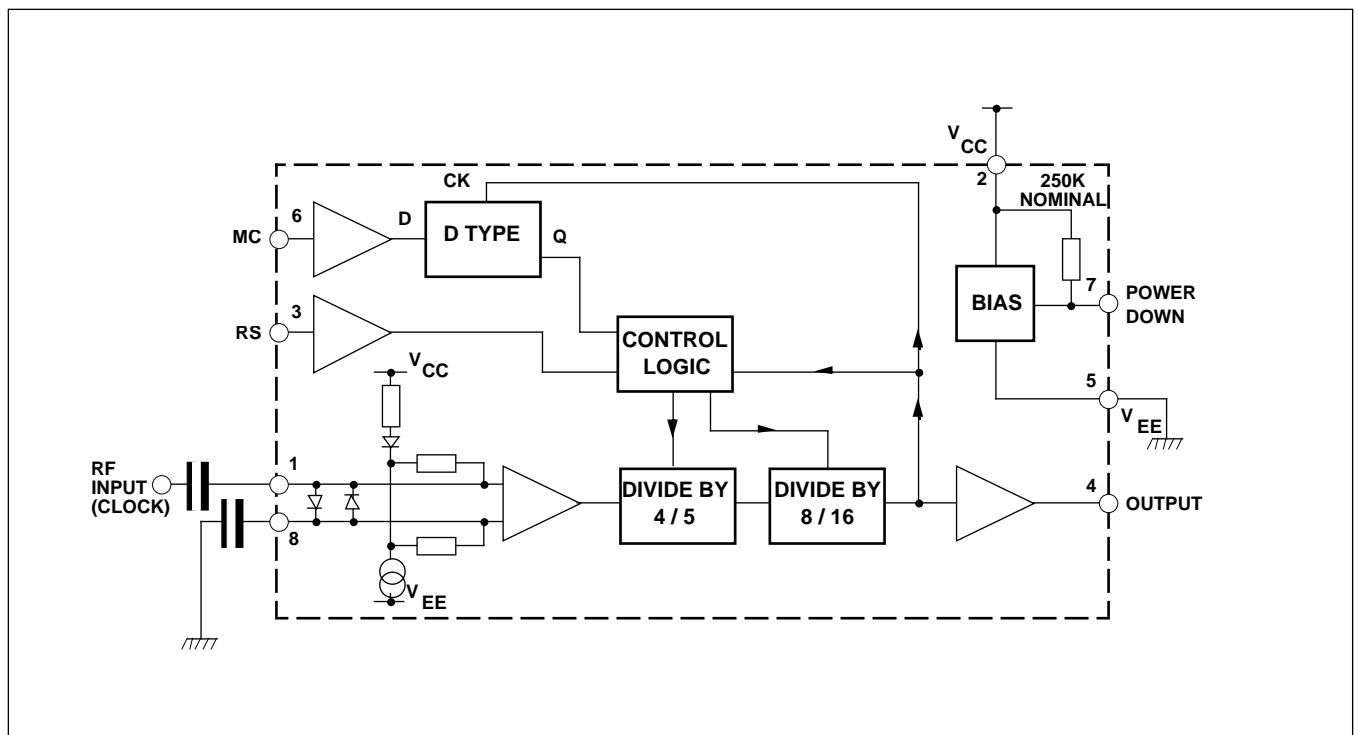 V
CC
2
250K
NOMINAL
CK
6
MC
D
D TYPE
Q
3
RS
CONTROL
LOGIC
BIAS
7
POWER
DOWN
V
CC
5
V
EE
RF
INPUT
(CLOCK)
1
8
DIVIDE BY
4 / 5
DIVIDE BY
8 / 16
4
OUTPUT
V
EE